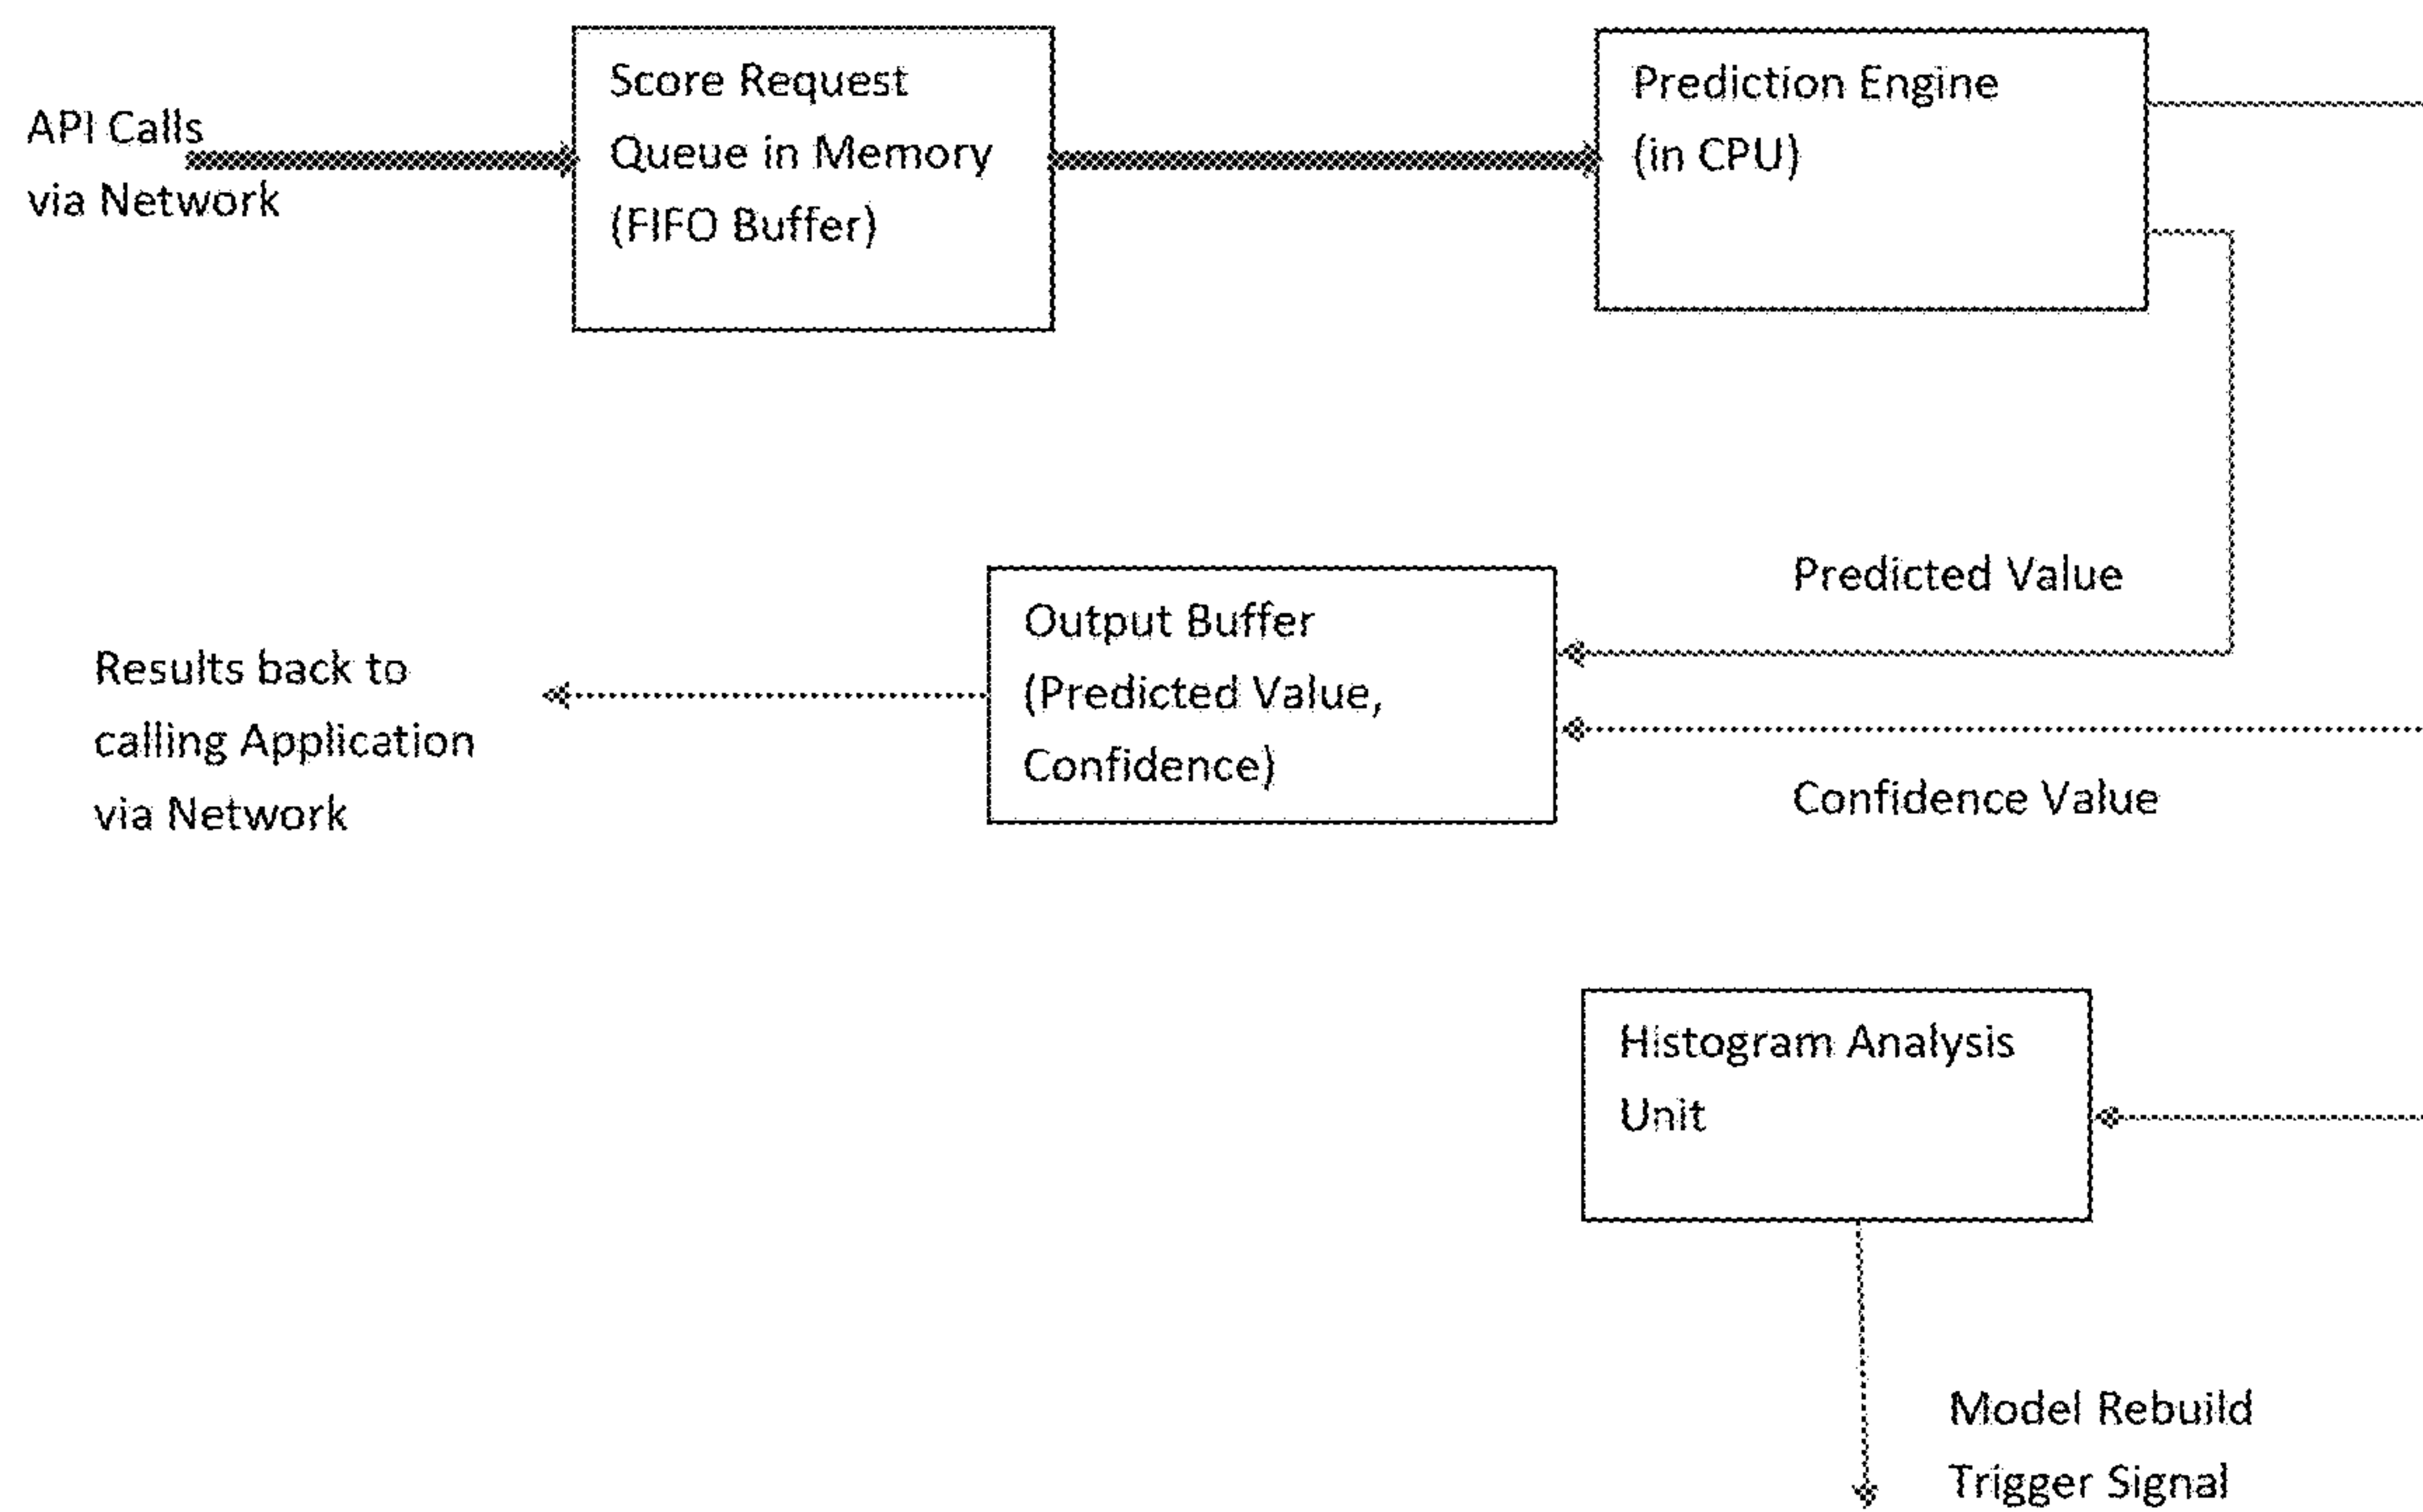 API Calls
via Network
Score Request
Queue in Memory
(FIFO Buffer)
Prediction Engine
(in CPU)
Predicted Value
Output Buffer
(Predicted Value,
Confidence)
Results back to
calling Application
via Network
Confidence Value
Histogram Analysis
Unit
Model Rebuild
Trigger Signal